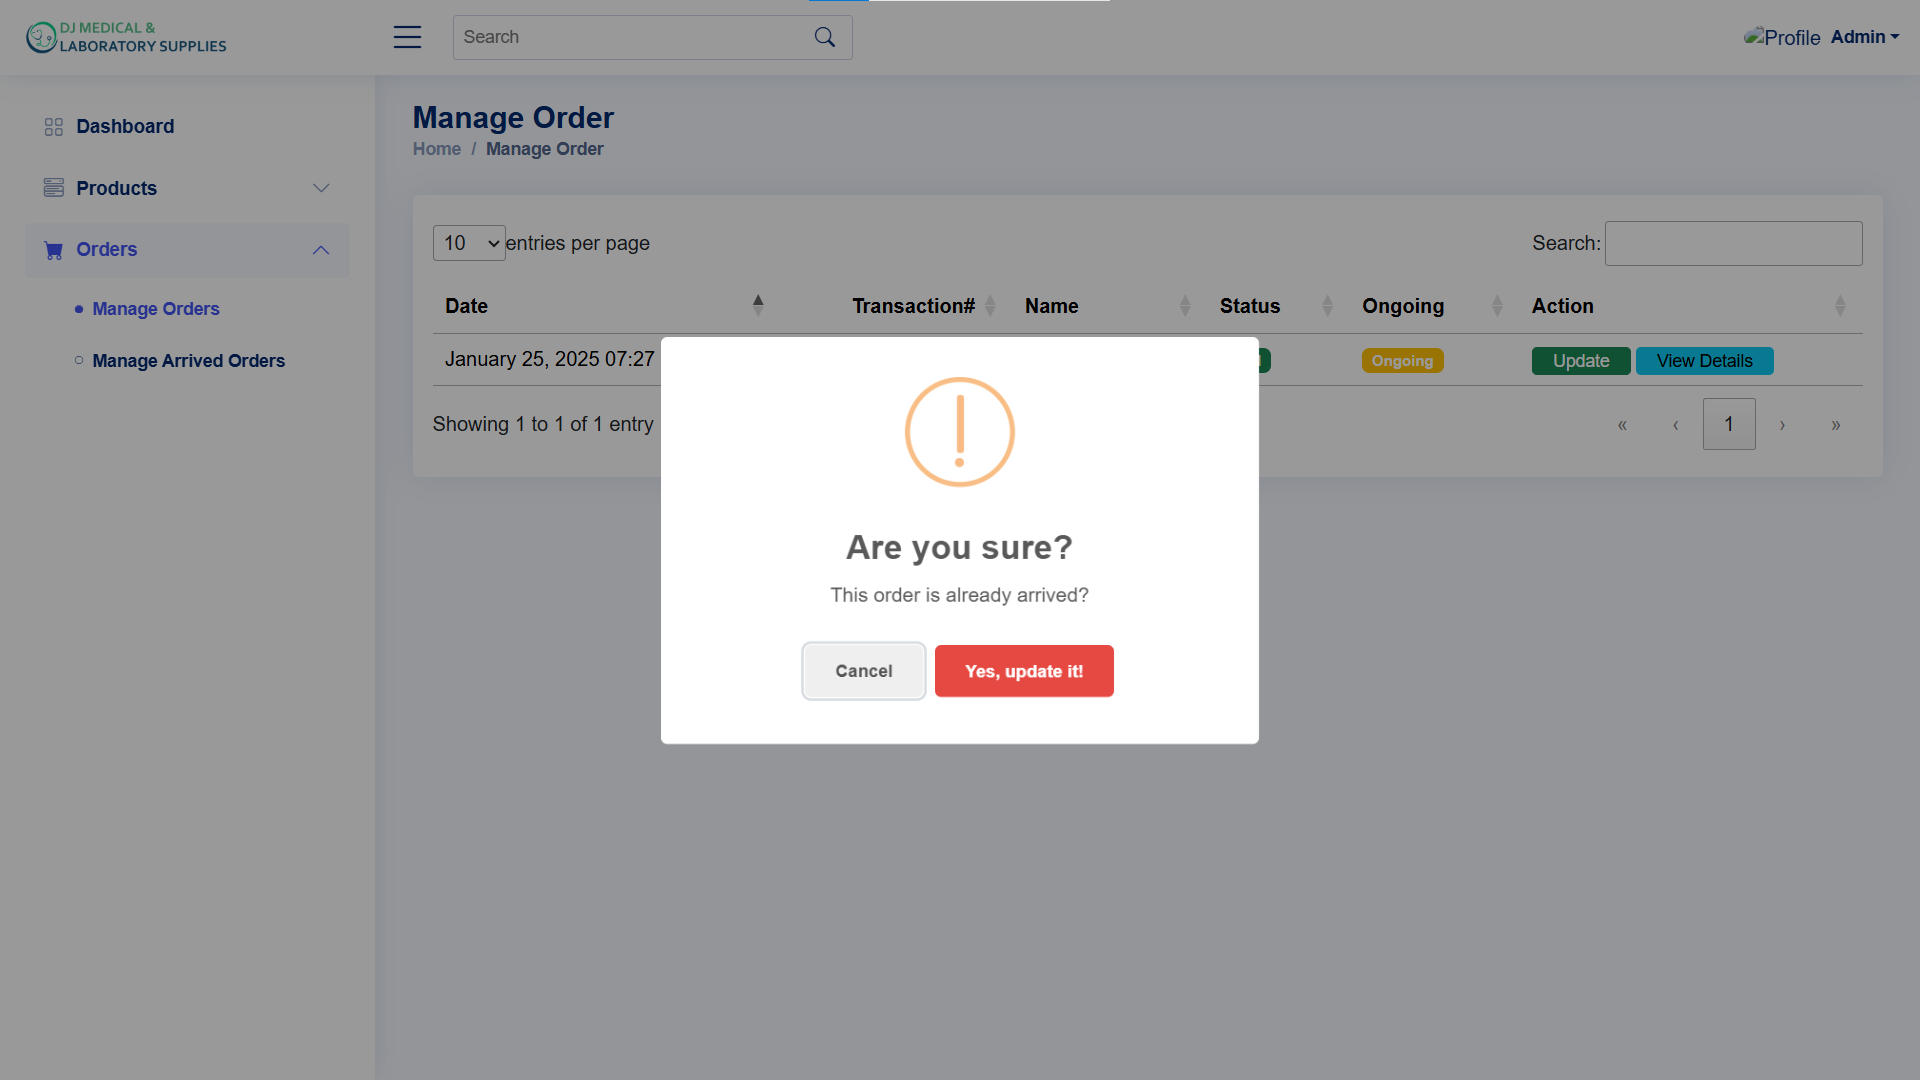 DJ MEDICAL &
LABORATORY SUPPLIES
Search
Profile Admin
Dashboard
Products
Orders
Manage Orders
Manage Arrived Orders
Manage Order
Home / Manage Order
10 entries per page
Search:
Date Transaction# Name Status Ongoing Action
January 25, 2025 07:27 Ongoing Update View Details
Showing 1 to 1 of 1 entry
« ‹ 1 › »
Are you sure?
This order is already arrived?
Cancel Yes, update it!